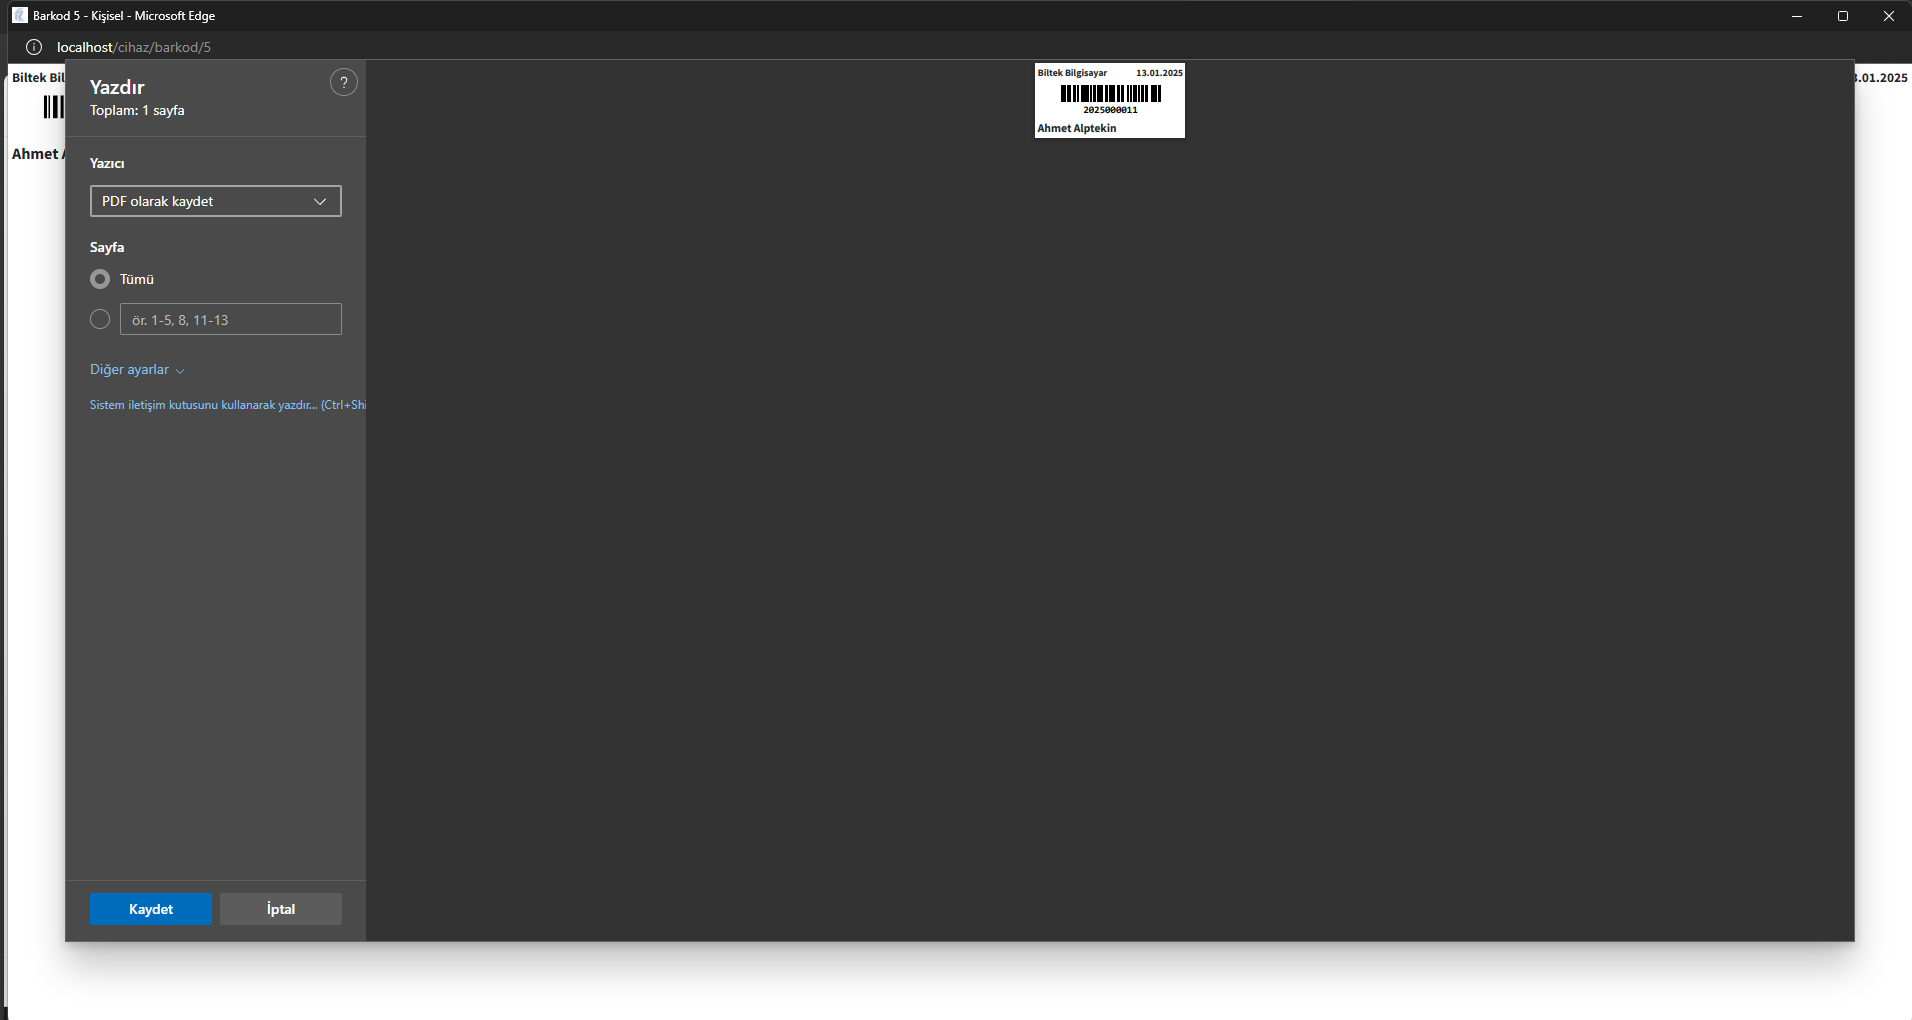 Barkod 5 - Kişisel - Microsoft Edge
localhost/cihaz/barkod/5
Biltek Bil
Ahmet
.01.2025
Yazdır
?
Toplam: 1 sayfa
Yazıcı
PDF olarak kaydet
Sayfa
Tümü
ör. 1-5, 8, 11-13
Diğer ayarlar
Sistem iletişim kutusunu kullanarak yazdır... (Ctrl+Shi
Kaydet
İptal
Biltek Bilgisayar 13.01.2025
2025000011
Ahmet Alptekin